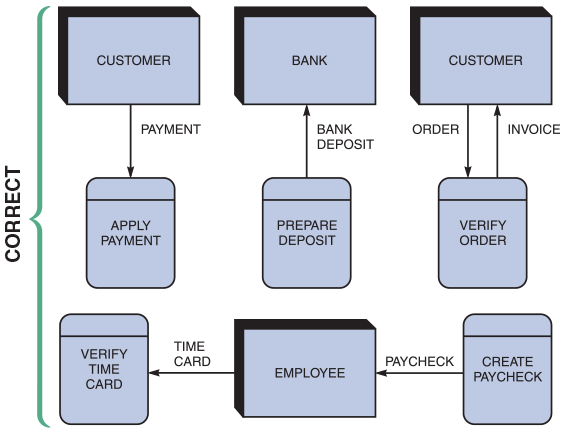 CORRECT
CUSTOMER
BANK
CUSTOMER
PAYMENT
BANK
DEPOSIT
ORDER
INVOICE
APPLY
PAYMENT
PREPARE
DEPOSIT
VERIFY
ORDER
VERIFY
TIME
CARD
TIME
CARD
EMPLOYEE
PAYCHECK
CREATE
PAYCHECK